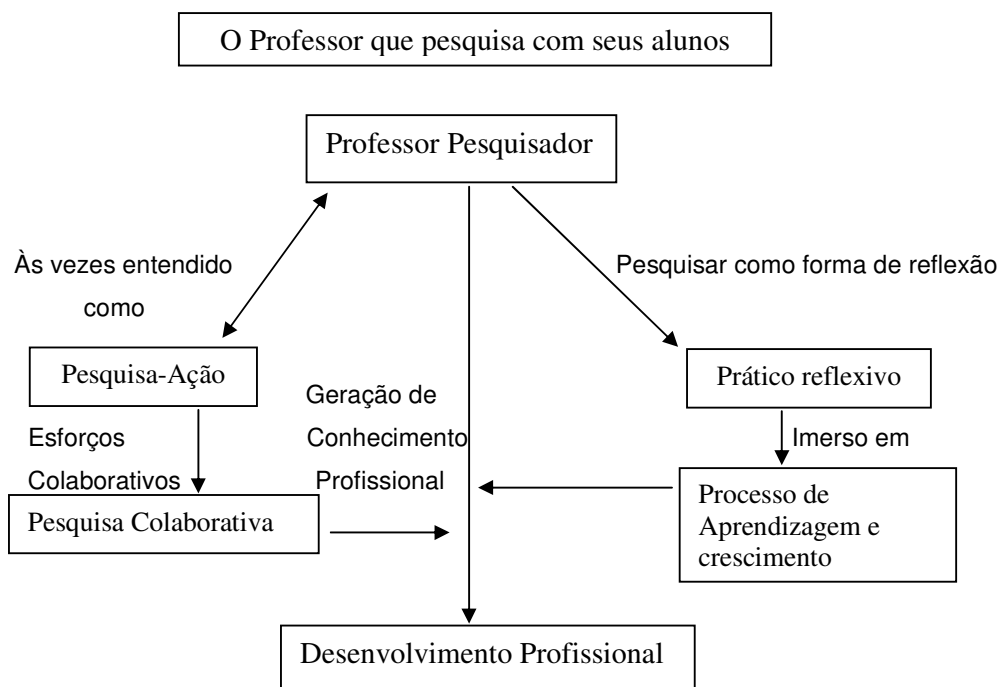 O Professor que pesquisa com seus alunos
Professor Pesquisador
Às vezes entendido
como
Pesquisar como forma de reflexão
Pesquisa-Ação
Prático reflexivo
Geração de
Conhecimento
Profissional
Esforços
Colaborativos
Imerso em
Pesquisa Colaborativa
Processo de
Aprendizagem e
crescimento
Desenvolvimento Profissional